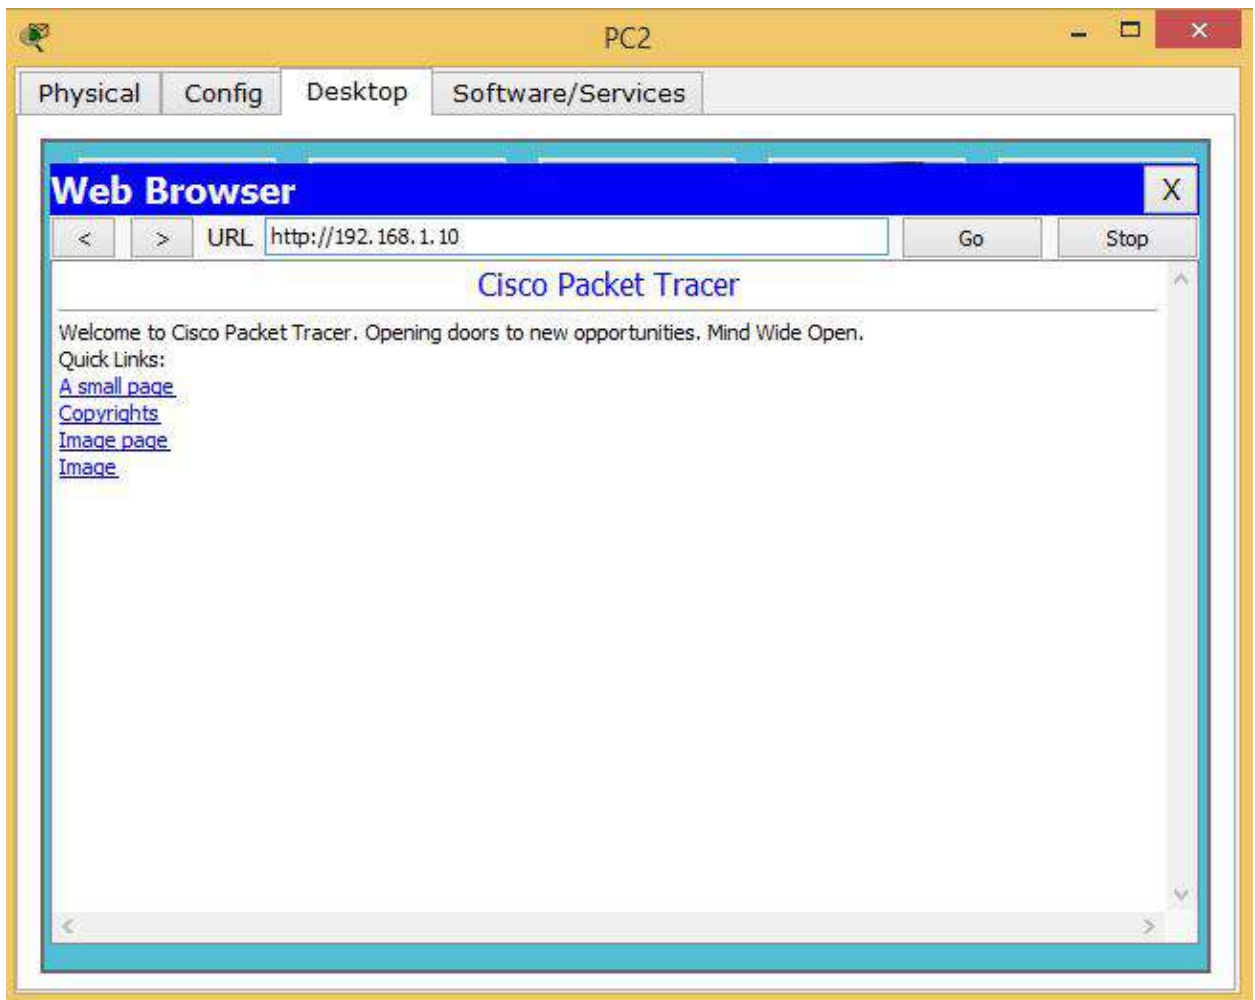 PC2
Physical Config Desktop Software/Services
Web Browser X
< > URL http://192.168.1.10 Go Stop
Cisco Packet Tracer
Welcome to Cisco Packet Tracer. Opening doors to new opportunities. Mind Wide Open.
Quick Links:
A small page
Copyrights
Image page
Image